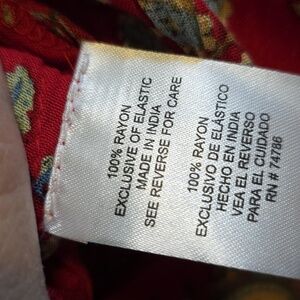 100% RAYON
EXCLUSIVE OF ELASTIC
MADE IN INDIA
SEE REVERSE FOR CARE
100% RAYON
EXCLUSIVO DE ELÁSTICO
HECHO EN INDIA
VEA EL REVERSO
PARA EL CUIDADO
RN # 74786